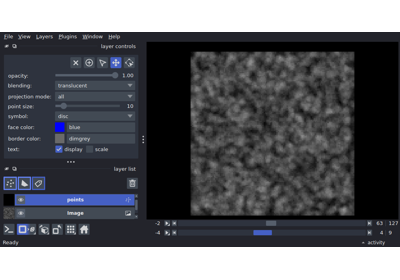 File View Layers Plugins Window Help
layer controls
opacity: 1.00
blending: translucent
projection mode: all
point size: 10
symbol: disc
face color: blue
border color: dimgrey
text: display scale
layer list
points
Image
-2 63 127
-4 4 9
Ready activity